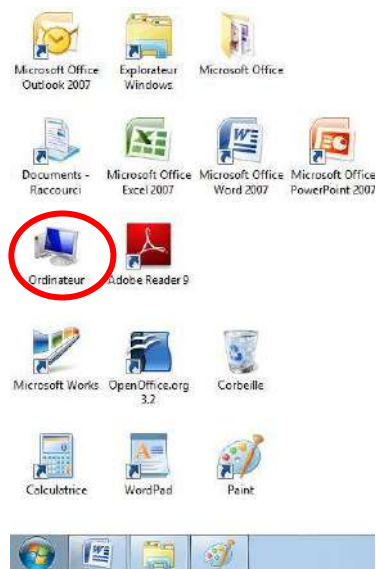 Microsoft Office Outlook 2007
Explorateur Windows
Microsoft Office
Documents - Raccourci
Microsoft Office Excel 2007
Microsoft Office Word 2007
Microsoft Office PowerPoint 2007
Ordinateur
Adobe Reader 9
Microsoft Works
OpenOffice.org 3.2
Corbeille
Calculatrice
WordPad
Paint